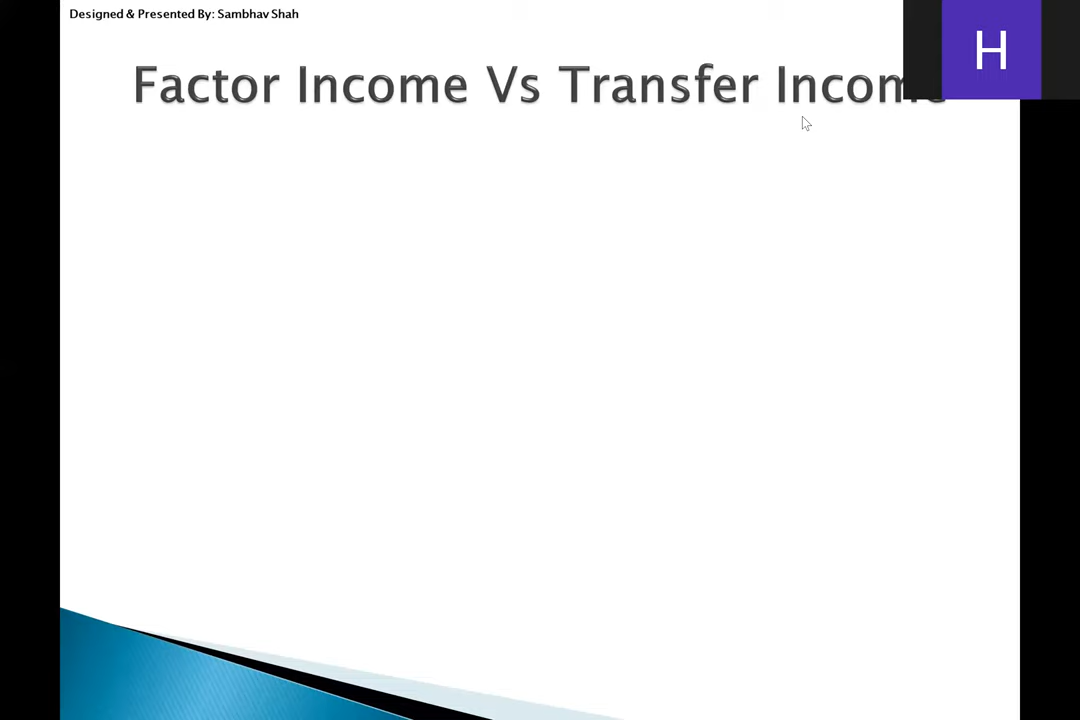 Designed & Presented By: Sambhav Shah
Factor Income Vs Transfer Income
H